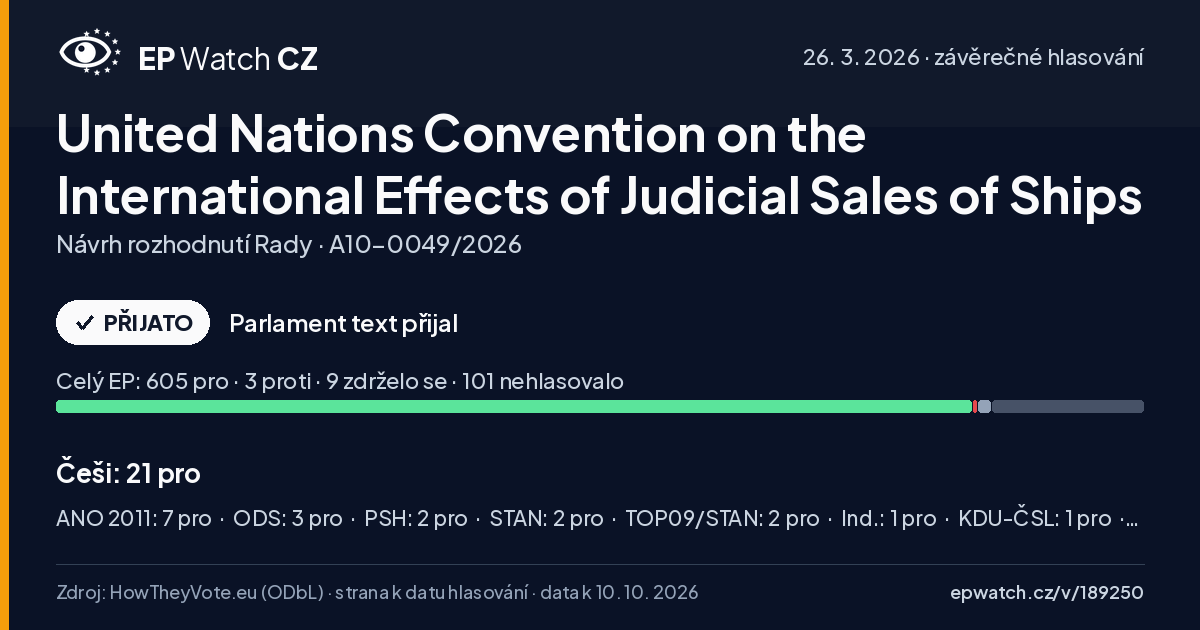 EP Watch CZ
26. 3. 2026 · závěrečné hlasování
United Nations Convention on the
International Effects of Judicial Sales of Ships
Návrh rozhodnutí Rady · A10-0049/2026
✓ PŘIJATO
Parlament text přijal
Celý EP: 605 pro · 3 proti · 9 zdrželo se · 101 nehlasovalo
Češi: 21 pro
ANO 2011: 7 pro · ODS: 3 pro · PSH: 2 pro · STAN: 2 pro · TOP09/STAN: 2 pro · Ind.: 1 pro · KDU-ČSL: 1 pro ·…
Zdroj: HowTheyVote.eu (ODbL) · strana k datu hlasování · data k 10. 10. 2026
epwatch.cz/v/189250